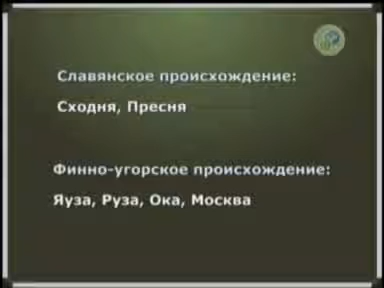 Славянское происхождение:
Сходня, Пресня
Финно-угорское происхождение:
Яуза, Руза, Ока, Москва